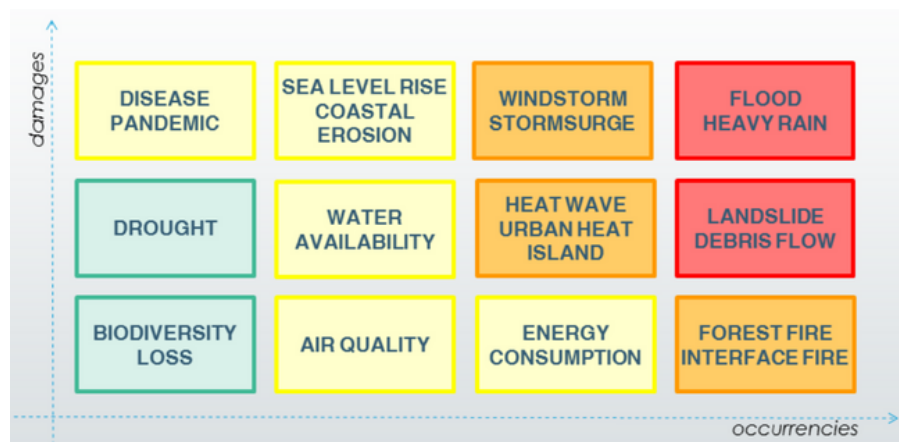 damages
DISEASE
PANDEMIC
SEA LEVEL RISE
COASTAL
EROSION
WINDSTORM
STORMSURGE
FLOOD
HEAVY RAIN
DROUGHT
WATER
AVAILABILITY
HEAT WAVE
URBAN HEAT
ISLAND
LANDSLIDE
DEBRIS FLOW
BIODIVERSITY
LOSS
AIR QUALITY
ENERGY
CONSUMPTION
FOREST FIRE
INTERFACE FIRE
occurrencies